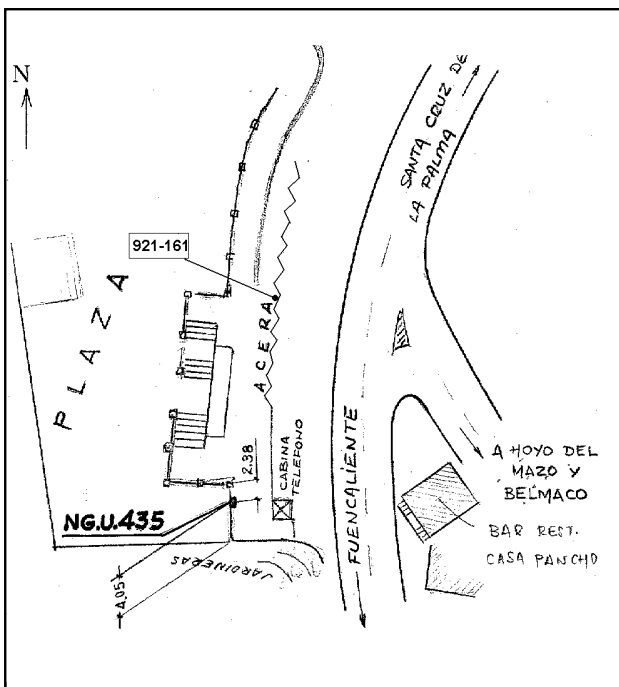 N
SANTA CRUZ DE
LA PALMA
921-161
PLAZA
ACERA
FUENCALIENTE
2.38
CABINA
TELEFONO
A HOYO DEL
MAZO Y
BELMACO
NG.U.435
BAR REST.
CASA PANCHO
JARDINERAS
4.05